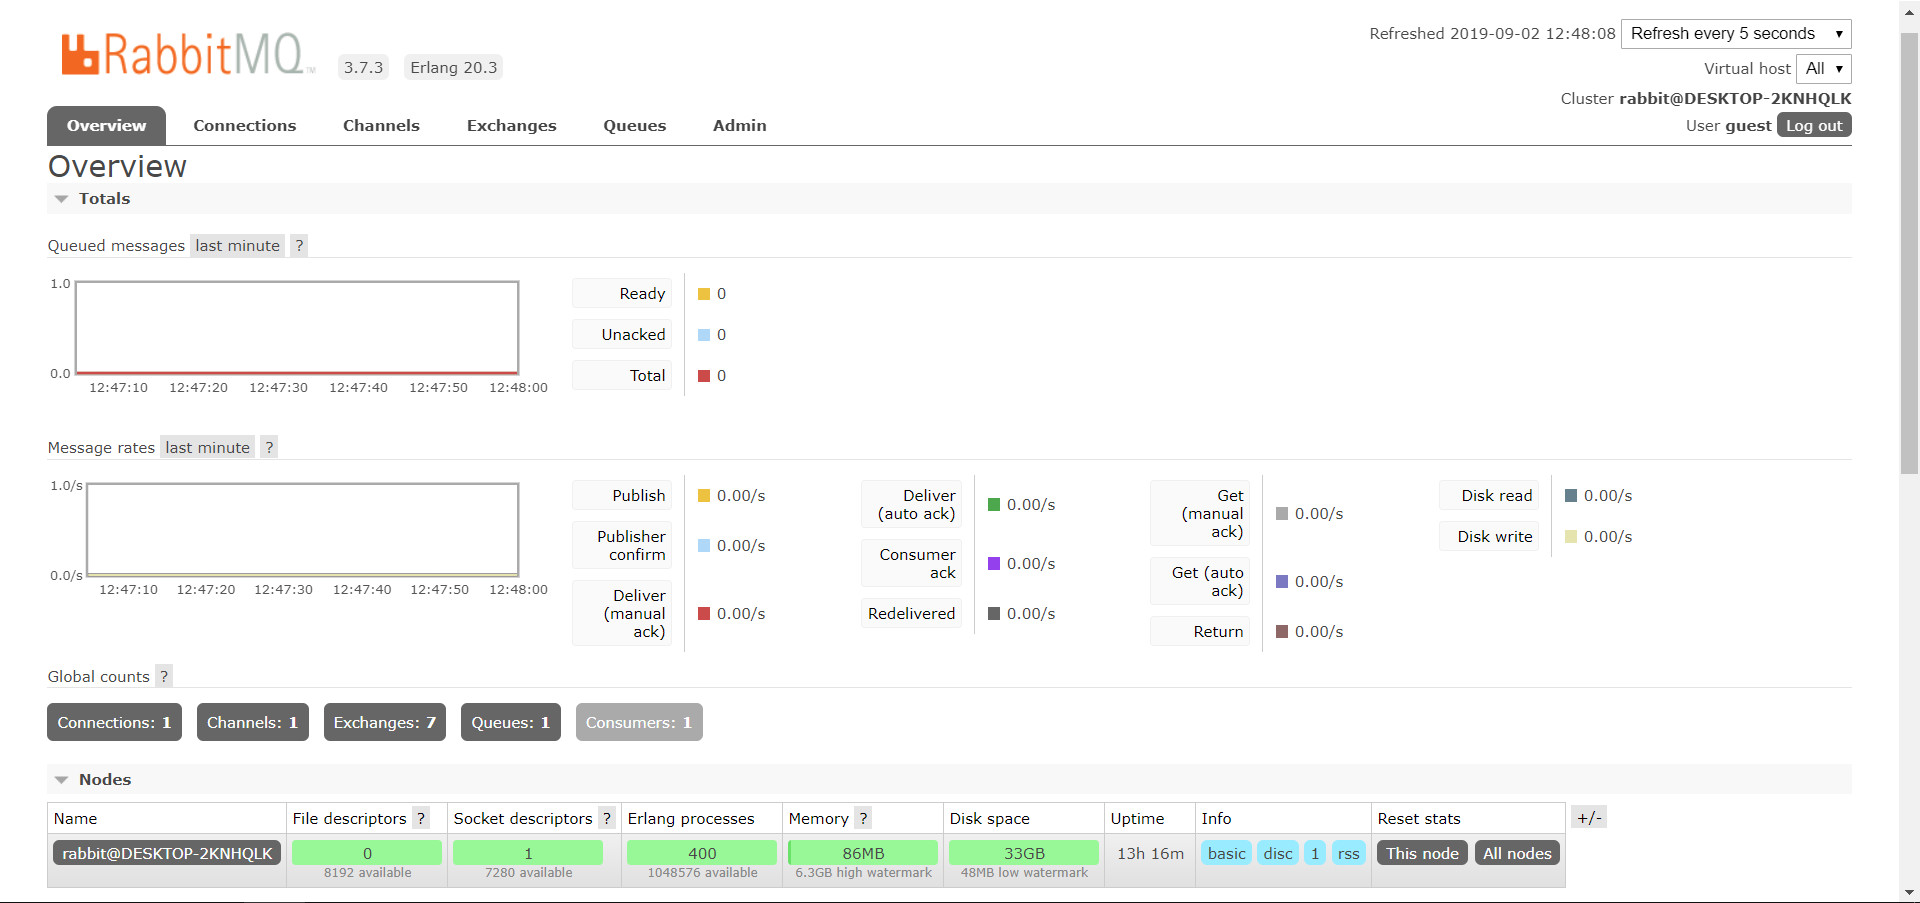 RabbitMQ™ 3.7.3 Erlang 20.3
Refreshed 2019-09-02 12:48:08 Refresh every 5 seconds
Virtual host All
Cluster rabbit@DESKTOP-2KNHQLK
User guest Log out
Overview Connections Channels Exchanges Queues Admin
Overview
Totals
Queued messages last minute ?
1.0
0.0
12:47:10 12:47:20 12:47:30 12:47:40 12:47:50 12:48:00
Ready 0
Unacked 0
Total 0
Message rates last minute ?
1.0/s
0.0/s
12:47:10 12:47:20 12:47:30 12:47:40 12:47:50 12:48:00
Publish 0.00/s
Publisher
confirm 0.00/s
Deliver
(manual
ack) 0.00/s
Deliver
(auto ack) 0.00/s
Consumer
ack 0.00/s
Redelivered 0.00/s
Get
(manual
ack) 0.00/s
Get (auto
ack) 0.00/s
Return 0.00/s
Disk read 0.00/s
Disk write 0.00/s
Global counts ?
Connections: 1 Channels: 1 Exchanges: 7 Queues: 1 Consumers: 1
Nodes
Name File descriptors ? Socket descriptors ? Erlang processes Memory ? Disk space Uptime Info Reset stats +/-
rabbit@DESKTOP-2KNHQLK 0 1 400 86MB 33GB 13h 16m basic disc 1 rss This node All nodes
8192 available 7280 available 1048576 available 6.3GB high watermark 48MB low watermark